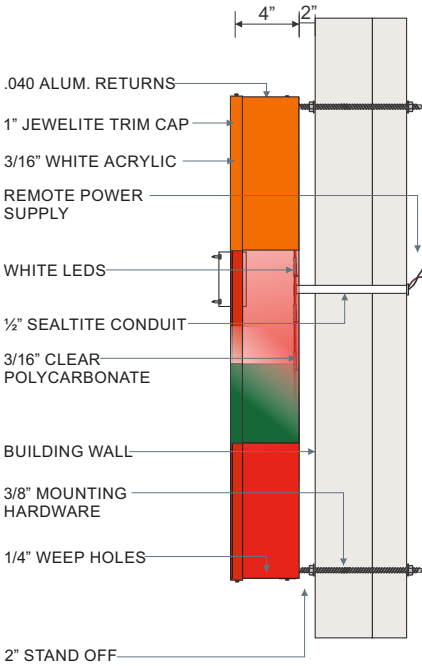 4” 2”
.040 ALUM. RETURNS
1” JEWELITE TRIM CAP
3/16” WHITE ACRYLIC
REMOTE POWER
SUPPLY
WHITE LEDS
½” SEALTITE CONDUIT
3/16” CLEAR
POLYCARBONATE
BUILDING WALL
3/8” MOUNTING
HARDWARE
1/4” WEEP HOLES
2” STAND OFF